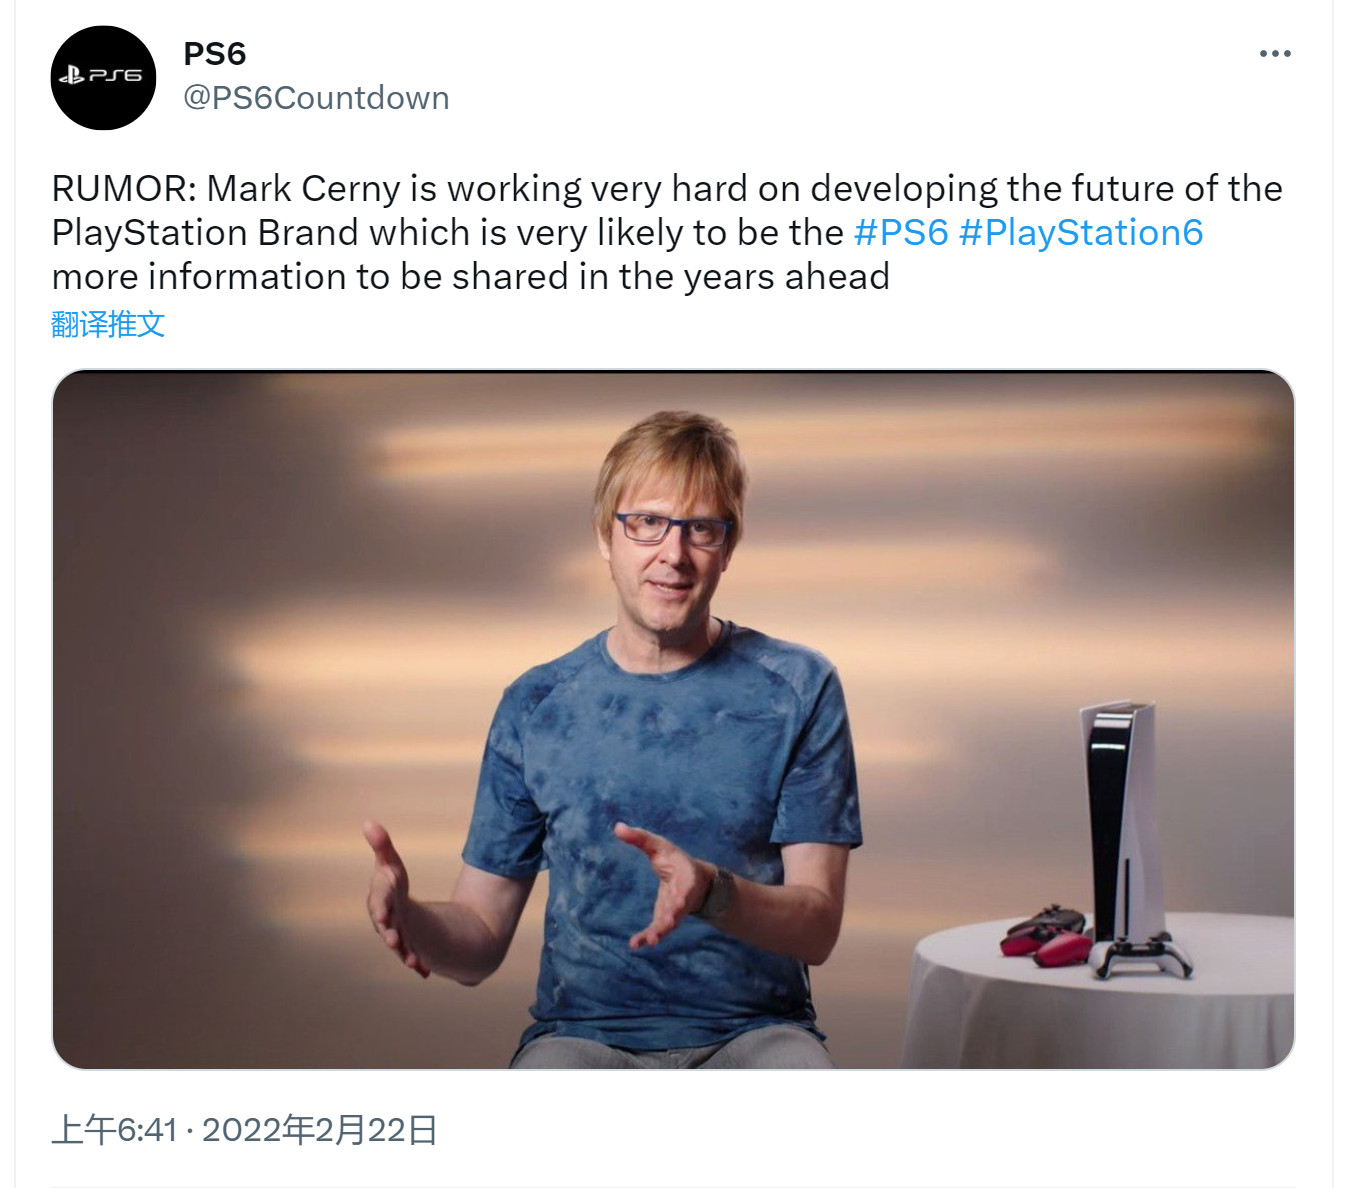 PS6
PS6
@PS6Countdown
RUMOR: Mark Cerny is working very hard on developing the future of the
PlayStation Brand which is very likely to be the #PS6 #PlayStation6
more information to be shared in the years ahead
翻译推文
上午6:41 · 2022年2月22日